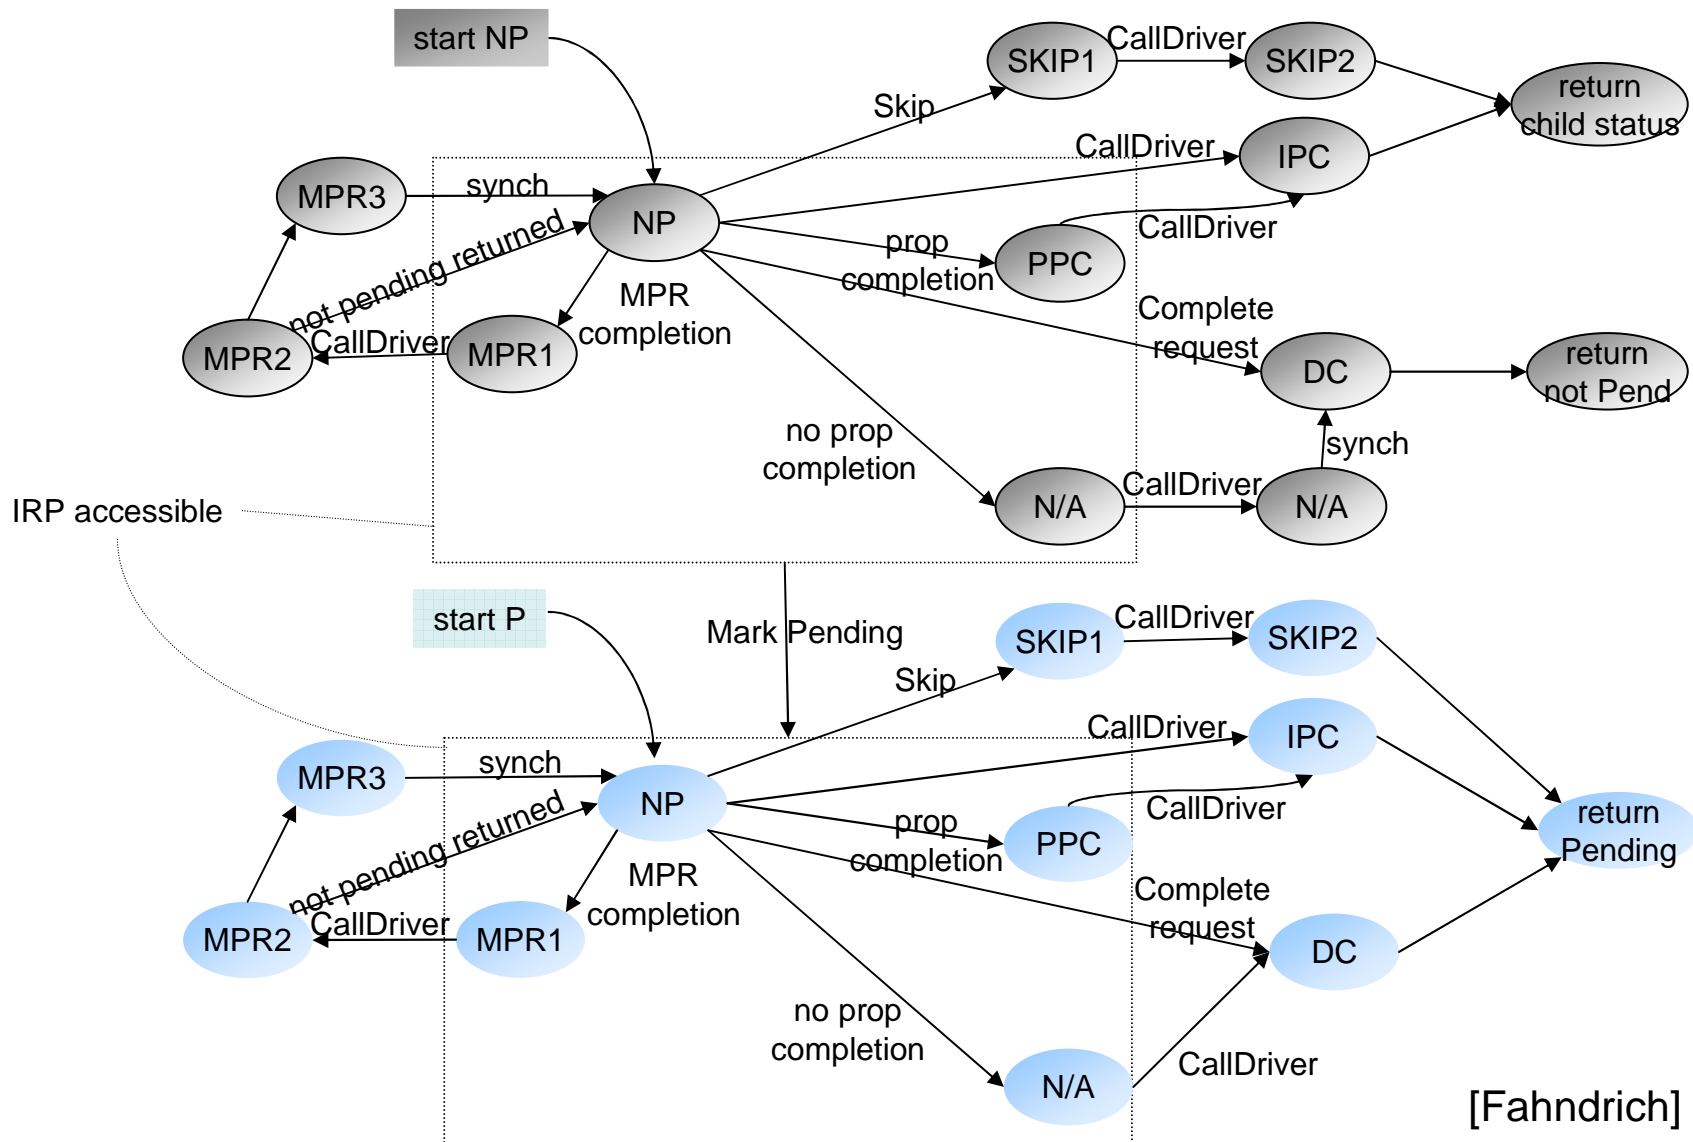 start NP
SKIP1
CallDriver
SKIP2
return
child status
Skip
CallDriver
IPC
MPR3
synch
NP
not pending returned
prop
completion
PPC
CallDriver
MPR
completion
MPR2
CallDriver
MPR1
Complete
request
DC
return
not Pend
no prop
completion
synch
N/A
CallDriver
N/A
IRP accessible
start P
Mark Pending
SKIP1
CallDriver
SKIP2
Skip
CallDriver
IPC
MPR3
synch
NP
not pending returned
prop
completion
PPC
CallDriver
return
Pending
MPR
completion
MPR2
CallDriver
MPR1
Complete
request
DC
no prop
completion
N/A
CallDriver
[Fahndrich]